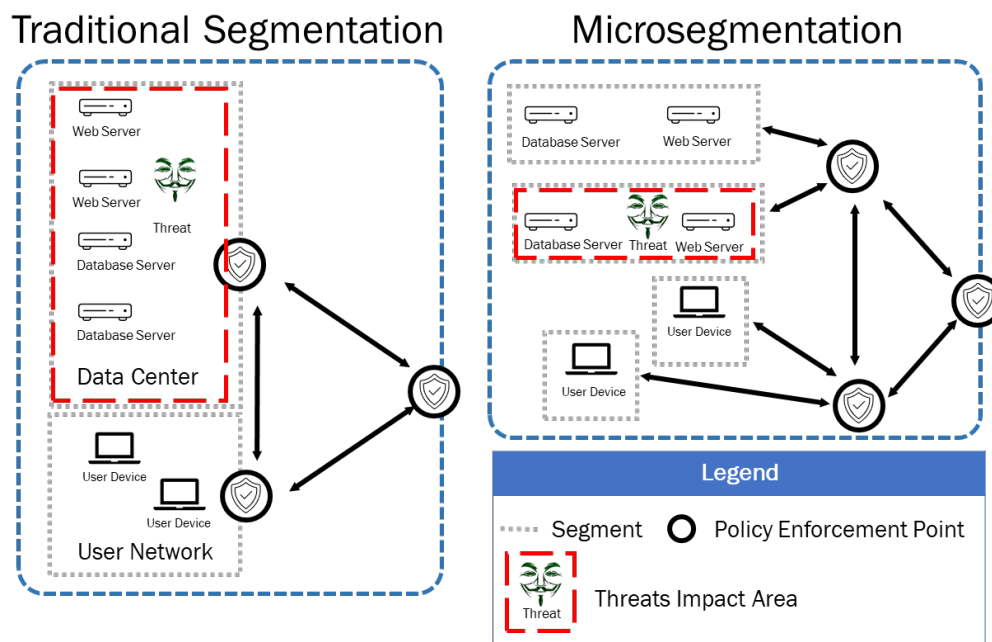 Traditional Segmentation
Web Server
Web Server
Threat
Database Server
Database Server
Data Center
User Device
User Device
User Network
Microsegmentation
Database Server Web Server
Database Server Threat Web Server
User Device
User Device
Legend
Segment Policy Enforcement Point
Threat
Threats Impact Area